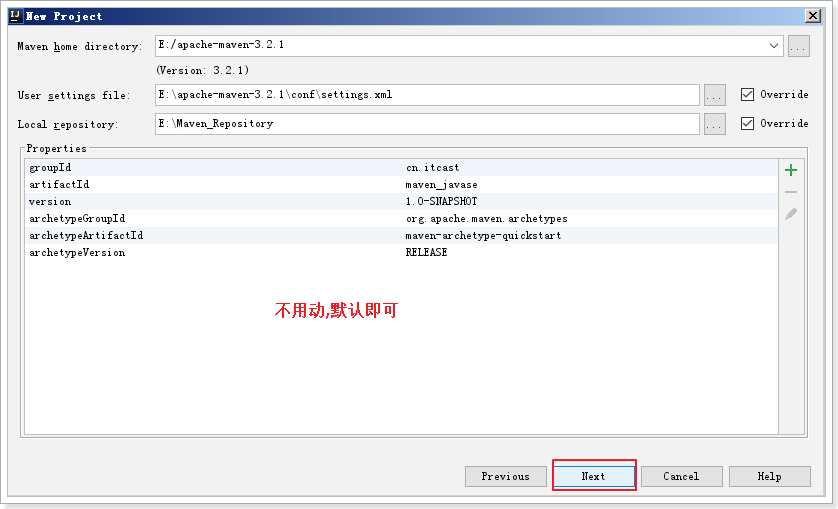 IJ New Project
Maven home directory: E:/apache-maven-3.2.1 ...
(Version: 3.2.1)
User settings file: E:\apache-maven-3.2.1\conf\settings.xml ... Override
Local repository: E:\Maven_Repository ... Override
Properties
groupId cn.itcast
artifactId maven_javase
version 1.0-SNAPSHOT
archetypeGroupId org.apache.maven.archetypes
archetypeArtifactId maven-archetype-quickstart
archetypeVersion RELEASE
不用动,默认即可
Previous Next Cancel Help